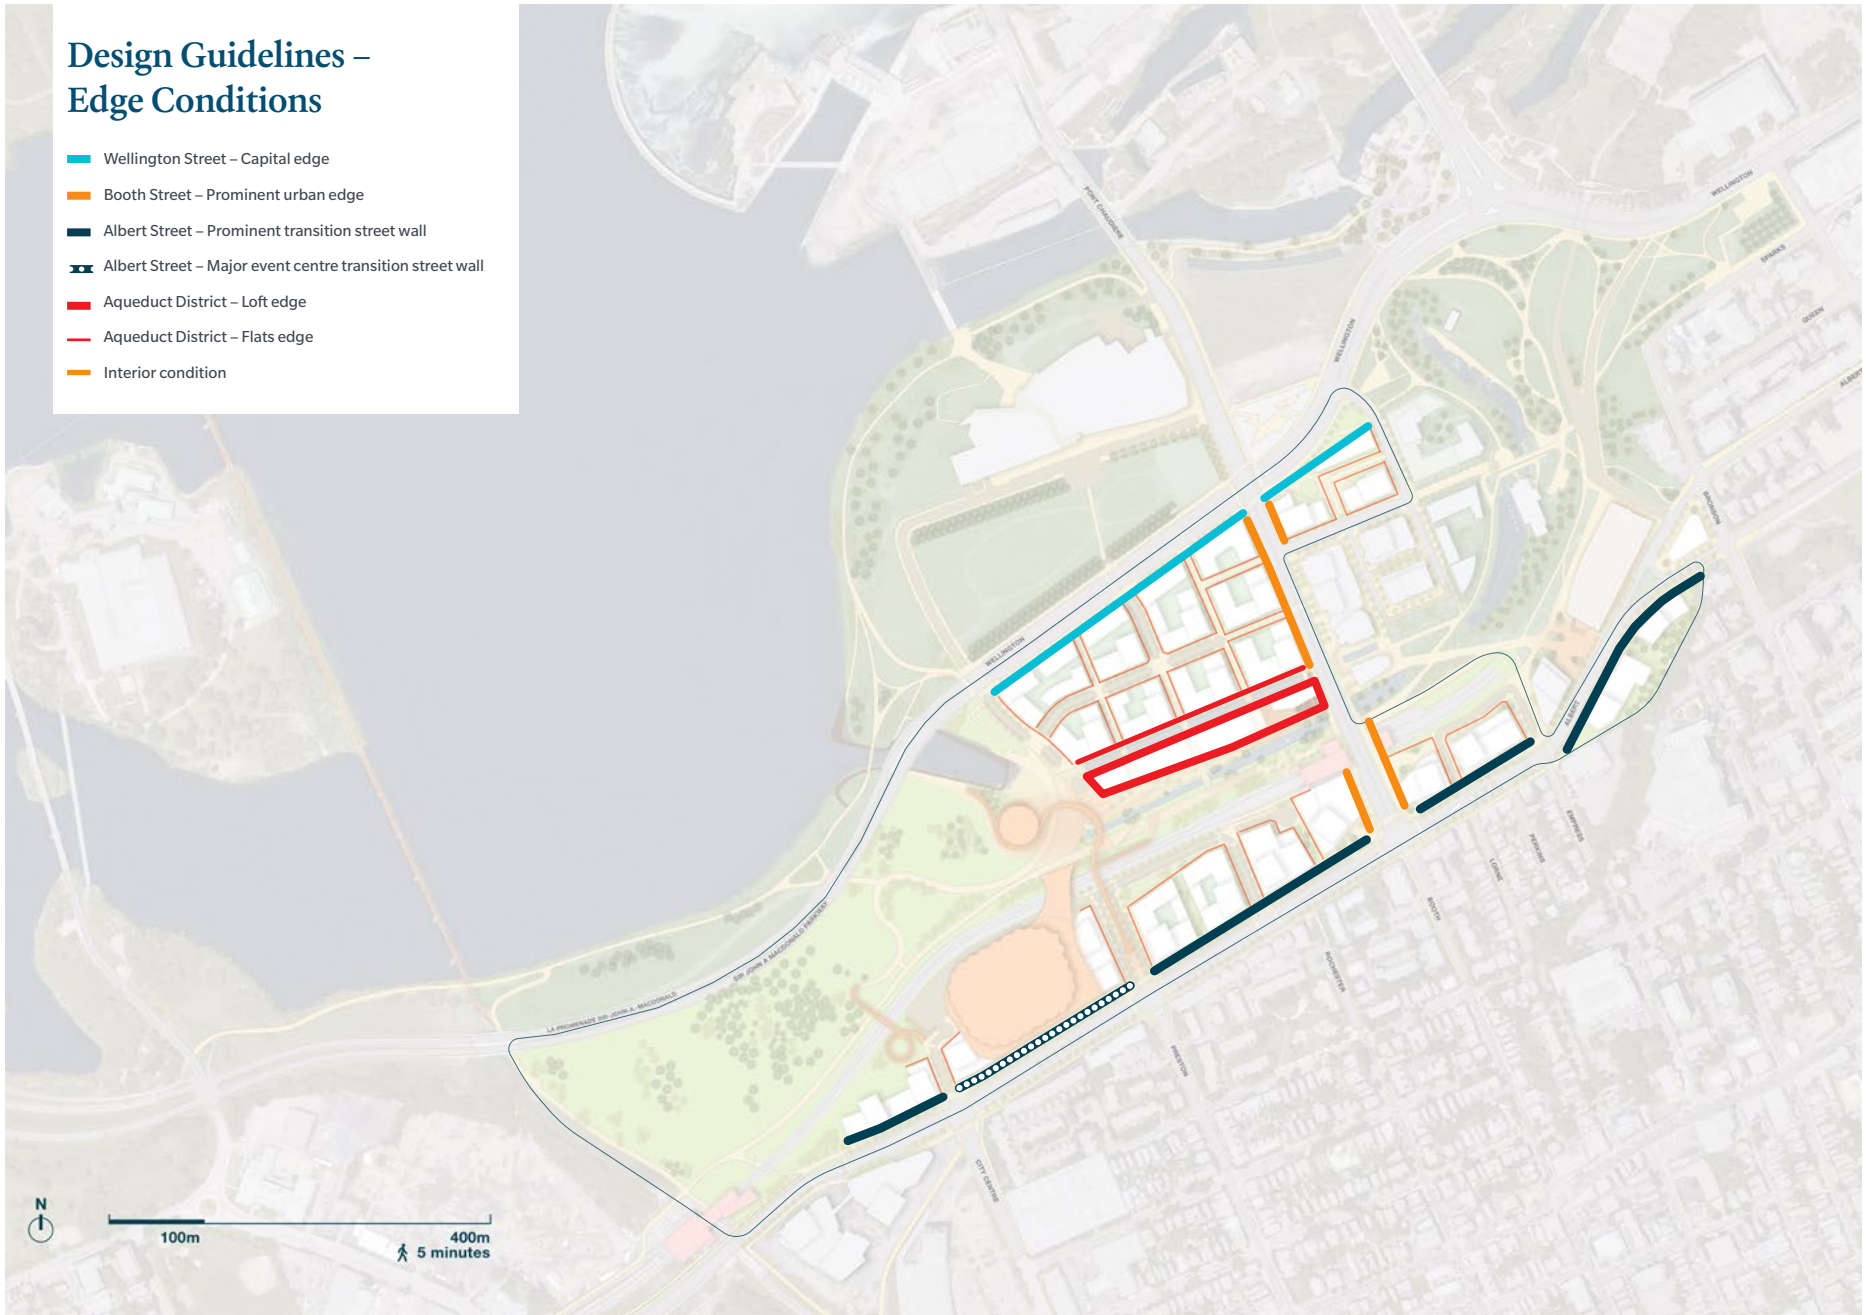 Design Guidelines –
Edge Conditions
Wellington Street – Capital edge
Booth Street – Prominent urban edge
Albert Street – Prominent transition street wall
Albert Street – Major event centre transition street wall
Aqueduct District – Loft edge
Aqueduct District – Flats edge
Interior condition
PONT CHAUDIERE
WELLINGTON
SPARKS
QUEEN
ALBERT
WELLINGTON
BRONSON
WELLINGTON
ALBERT
EMPRESS
PERKINS
LORNE
BOOTH
ROCHESTER
SIR JOHN A MACDONALD PARKWAY
LA PROMENADE SIR-JOHN-A.-MACDONALD
PRESTON
CITY CENTRE
N
100m
400m
5 minutes